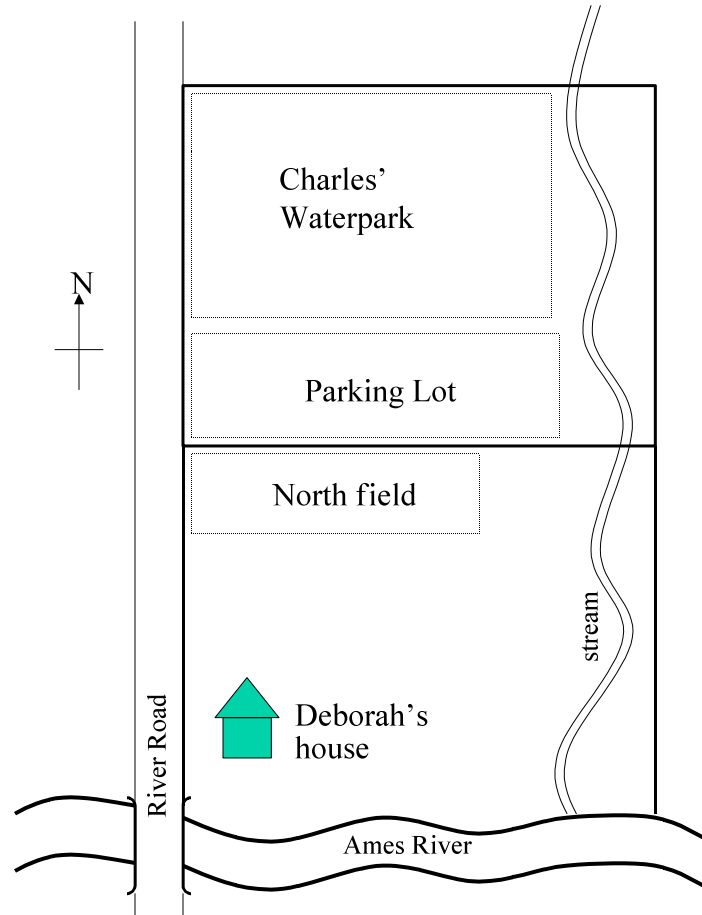 Charles’
Waterpark
N
Parking Lot
North field
stream
Deborah’s
house
River Road
Ames River